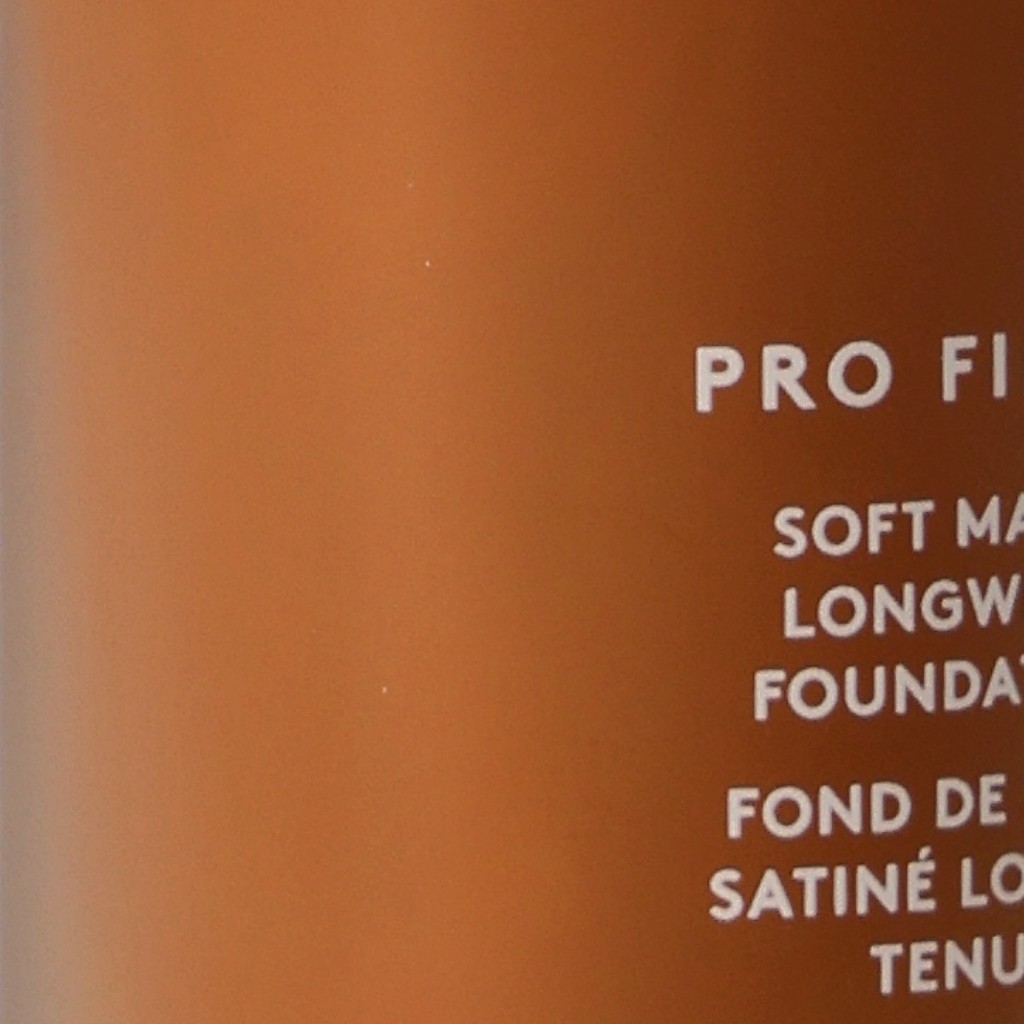 PRO FI
SOFT MA
LONGW
FOUNDAT
FOND DE
SATINÉ LO
TENU